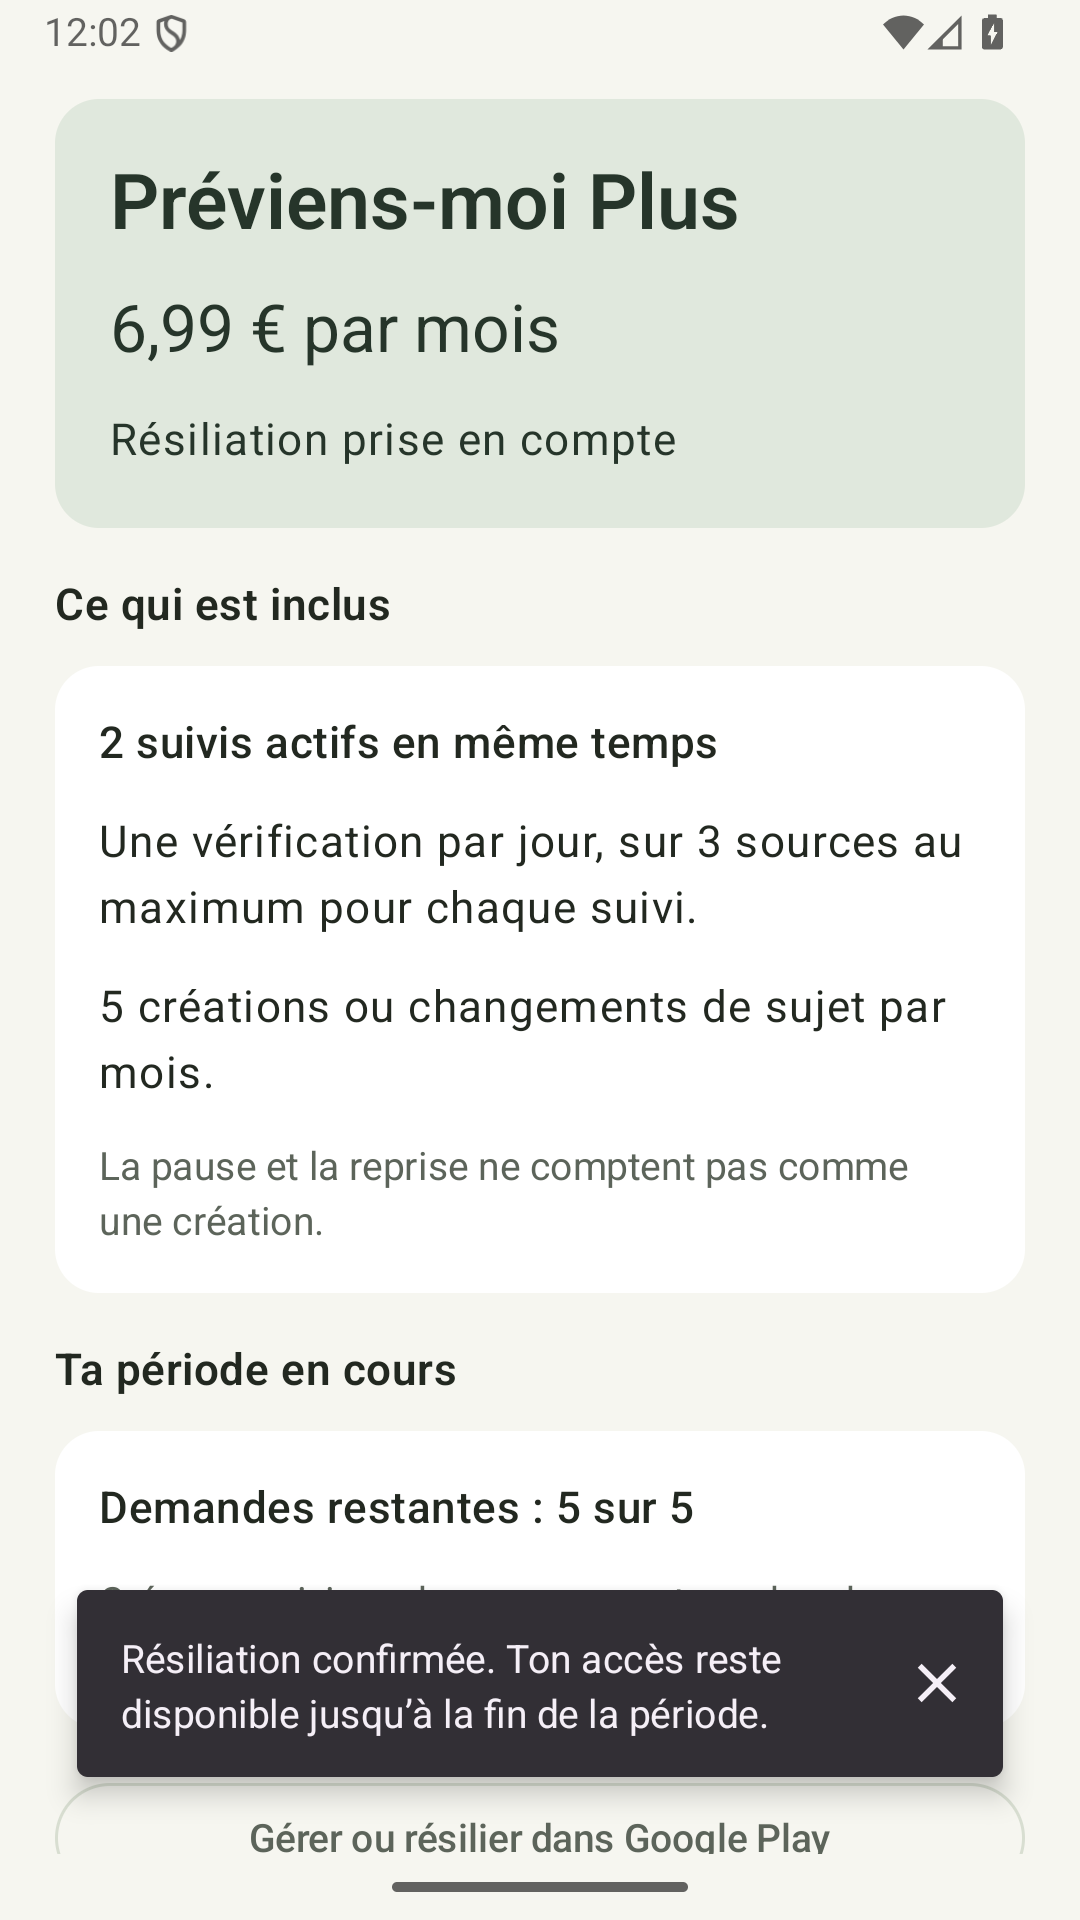 12:02
Préviens-moi Plus
6,99 € par mois
Résiliation prise en compte
Ce qui est inclus
2 suivis actifs en même temps
Une vérification par jour, sur 3 sources au
maximum pour chaque suivi.
5 créations ou changements de sujet par
mois.
La pause et la reprise ne comptent pas comme
une création.
Ta période en cours
Demandes restantes : 5 sur 5
Résiliation confirmée. Ton accès reste
disponible jusqu’à la fin de la période.
Gérer ou résilier dans Google Play